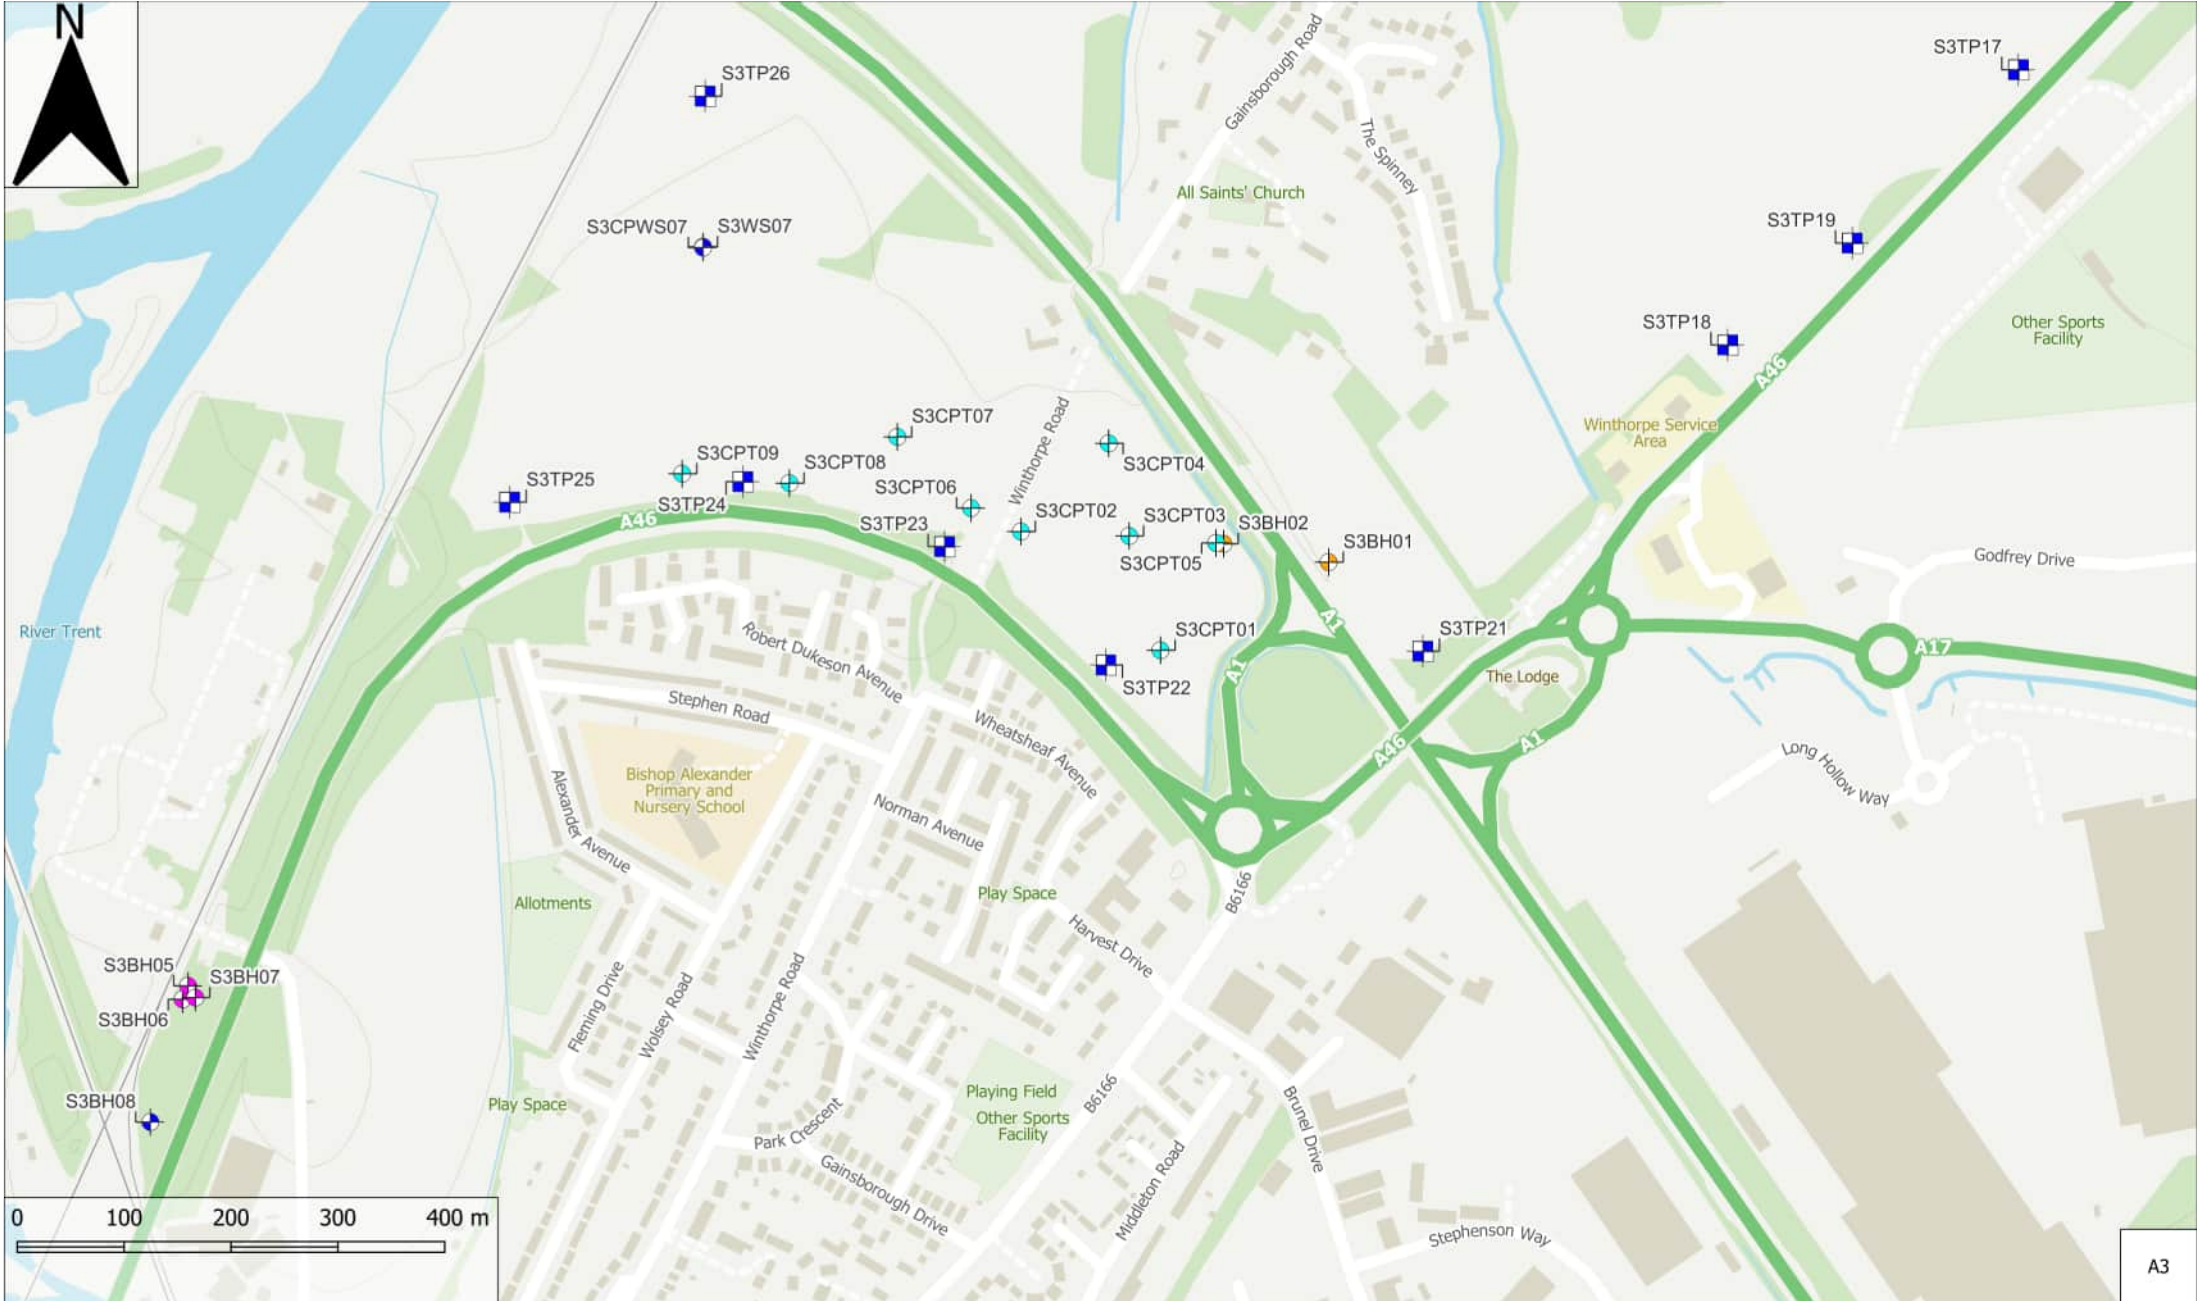 N
S3TP26
Gainsborough Road
S3TP17
The Spinney
All Saints' Church
S3CPWS07
S3WS07
S3TP19
S3TP18
Other Sports
Facility
A46
Winthorpe Service
Area
S3CPT07
Winthorpe Road
S3CPT04
S3CPT09
S3CPT08
S3TP25
S3TP24
S3CPT06
A46
S3TP23
S3CPT02
S3CPT03
S3BH02
S3CPT05
S3BH01
Godfrey Drive
River Trent
Robert Dukeson Avenue
S3CPT01
A1
S3TP21
A17
A1
The Lodge
S3TP22
Stephen Road
Wheatsheaf Avenue
A46
A1
Long Hollow Way
Bishop Alexander
Primary and
Nursery School
Alexander Avenue
Norman Avenue
Play Space
Allotments
B6166
Harvest Drive
S3BH05
S3BH07
S3BH06
Fleming Drive
Wolsey Road
Winthorpe Road
S3BH08
Play Space
Playing Field
Other Sports
Facility
B6166
Park Crescent
Gainsborough Drive
Middleton Road
Brunel Drive
Stephenson Way
0 100 200 300 400 m
A3